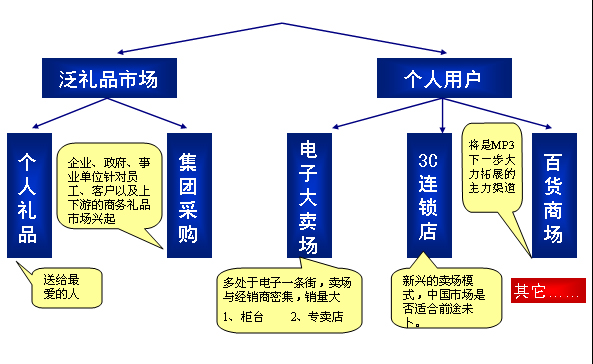 泛礼品市场
个人用户
个人礼品
企业、政府、事
业单位针对员
工、客户以及上
下游的商务礼品
市场兴起
集团采购
电子大卖场
3C连锁店
将是MP3
下一步大
力拓展的
主力渠道
百货商场
送给最
爱的人
多处于电子一条街，卖场
与经销商密集，销量大
1、柜台 2、专卖店
新兴的卖场模
式，中国市场是
否适合前途未
卜。
其它……